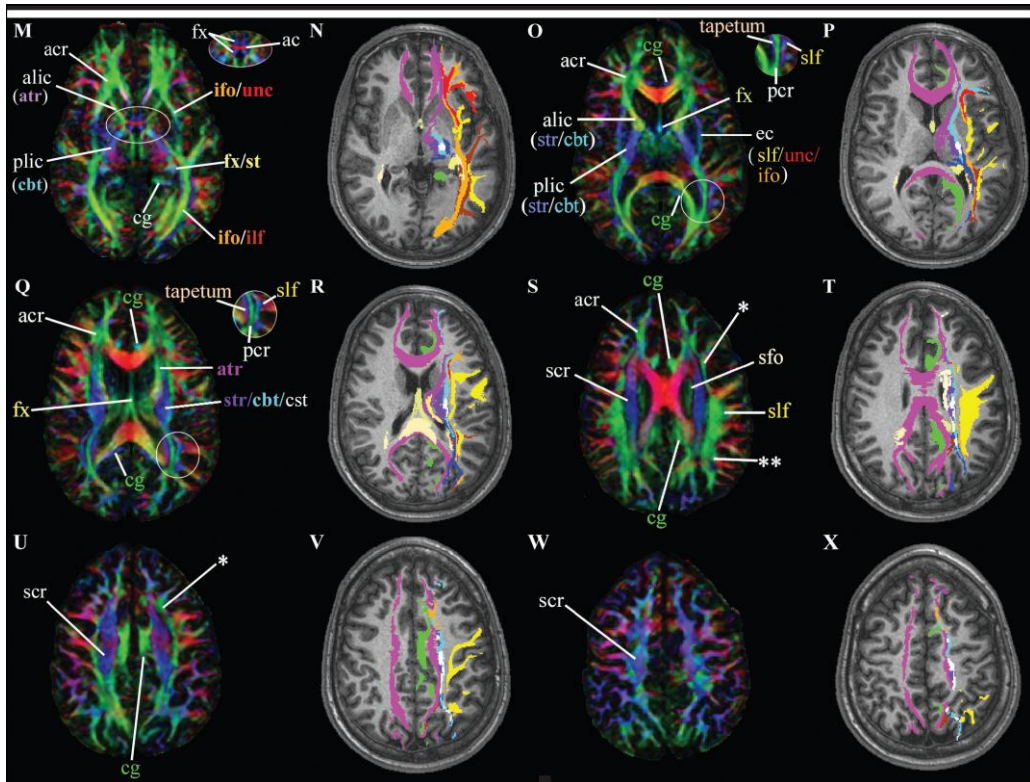 M
fx
ac
acr
alic
(atr)
ifo/unc
plic
(cbt)
fx/st
cg
ifo/ilf
N
O
cg
tapetum
slf
pcr
acr
fx
alic
(str/cbt)
ec
(slf/unc/
ifo)
plic
(str/cbt)
cg
P
Q
cg
tapetum
slf
pcr
acr
atr
fx
str/cbt/cst
cg
R
S
cg
acr
*
sfo
scr
slf
**
cg
T
U
*
scr
cg
V
W
scr
X